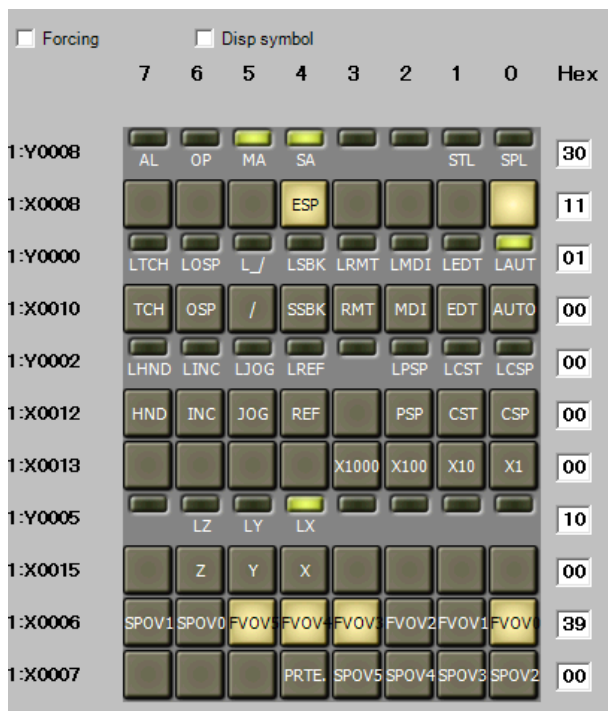 Forcing Disp symbol
7 6 5 4 3 2 1 0 Hex
1:Y0008 AL OP MA SA STL SPL 30
1:X0008 ESP 11
1:Y0000 LTCH LOSP L_/ LSBK LRMT LMDI LEDT LAUT 01
1:X0010 TCH OSP / SSBK RMT MDI EDT AUTO 00
1:Y0002 LHND LINC LJOG LREF LPSP LCST LCSP 00
1:X0012 HND INC JOG REF PSP CST CSP 00
1:X0013 X1000 X100 X10 X1 00
1:Y0005 LZ LY LX 10
1:X0015 Z Y X 00
1:X0006 SPOV1 SPOV0 FVOV5 FVOV4 FVOV3 FVOV2 FVOV1 FVOV0 39
1:X0007 PRTE. SPOV5 SPOV4 SPOV3 SPOV2 00